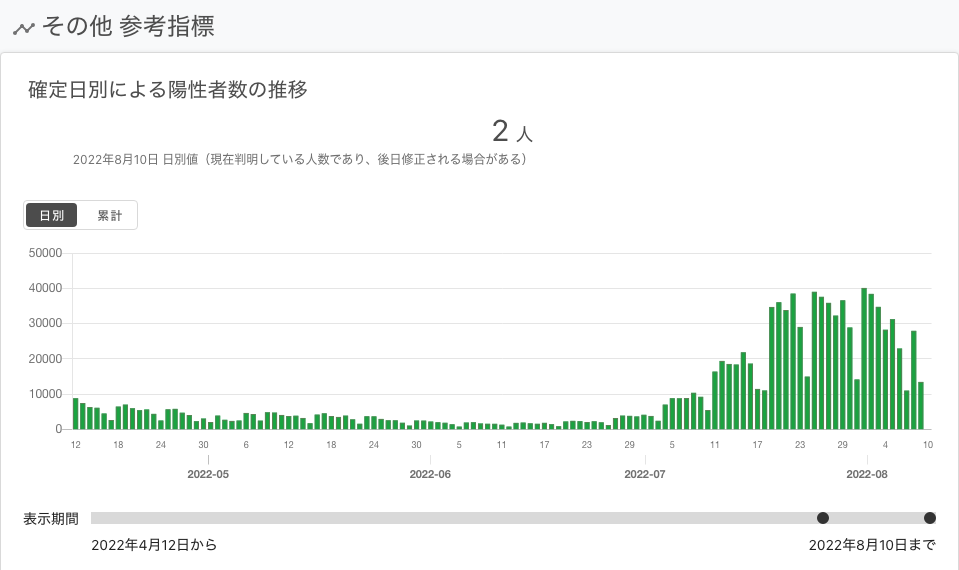 その他 参考指標
確定日別による陽性者数の推移
2 人
2022年8月10日 日別値（現在判明している人数であり、後日修正される場合がある）
日別 累計
50000
40000
30000
20000
10000
0
12 18 24 30 6 12 18 24 30 5 11 17 23 29 5 11 17 23 29 4 10
2022-05 2022-06 2022-07 2022-08
表示期間
2022年4月12日から 2022年8月10日まで